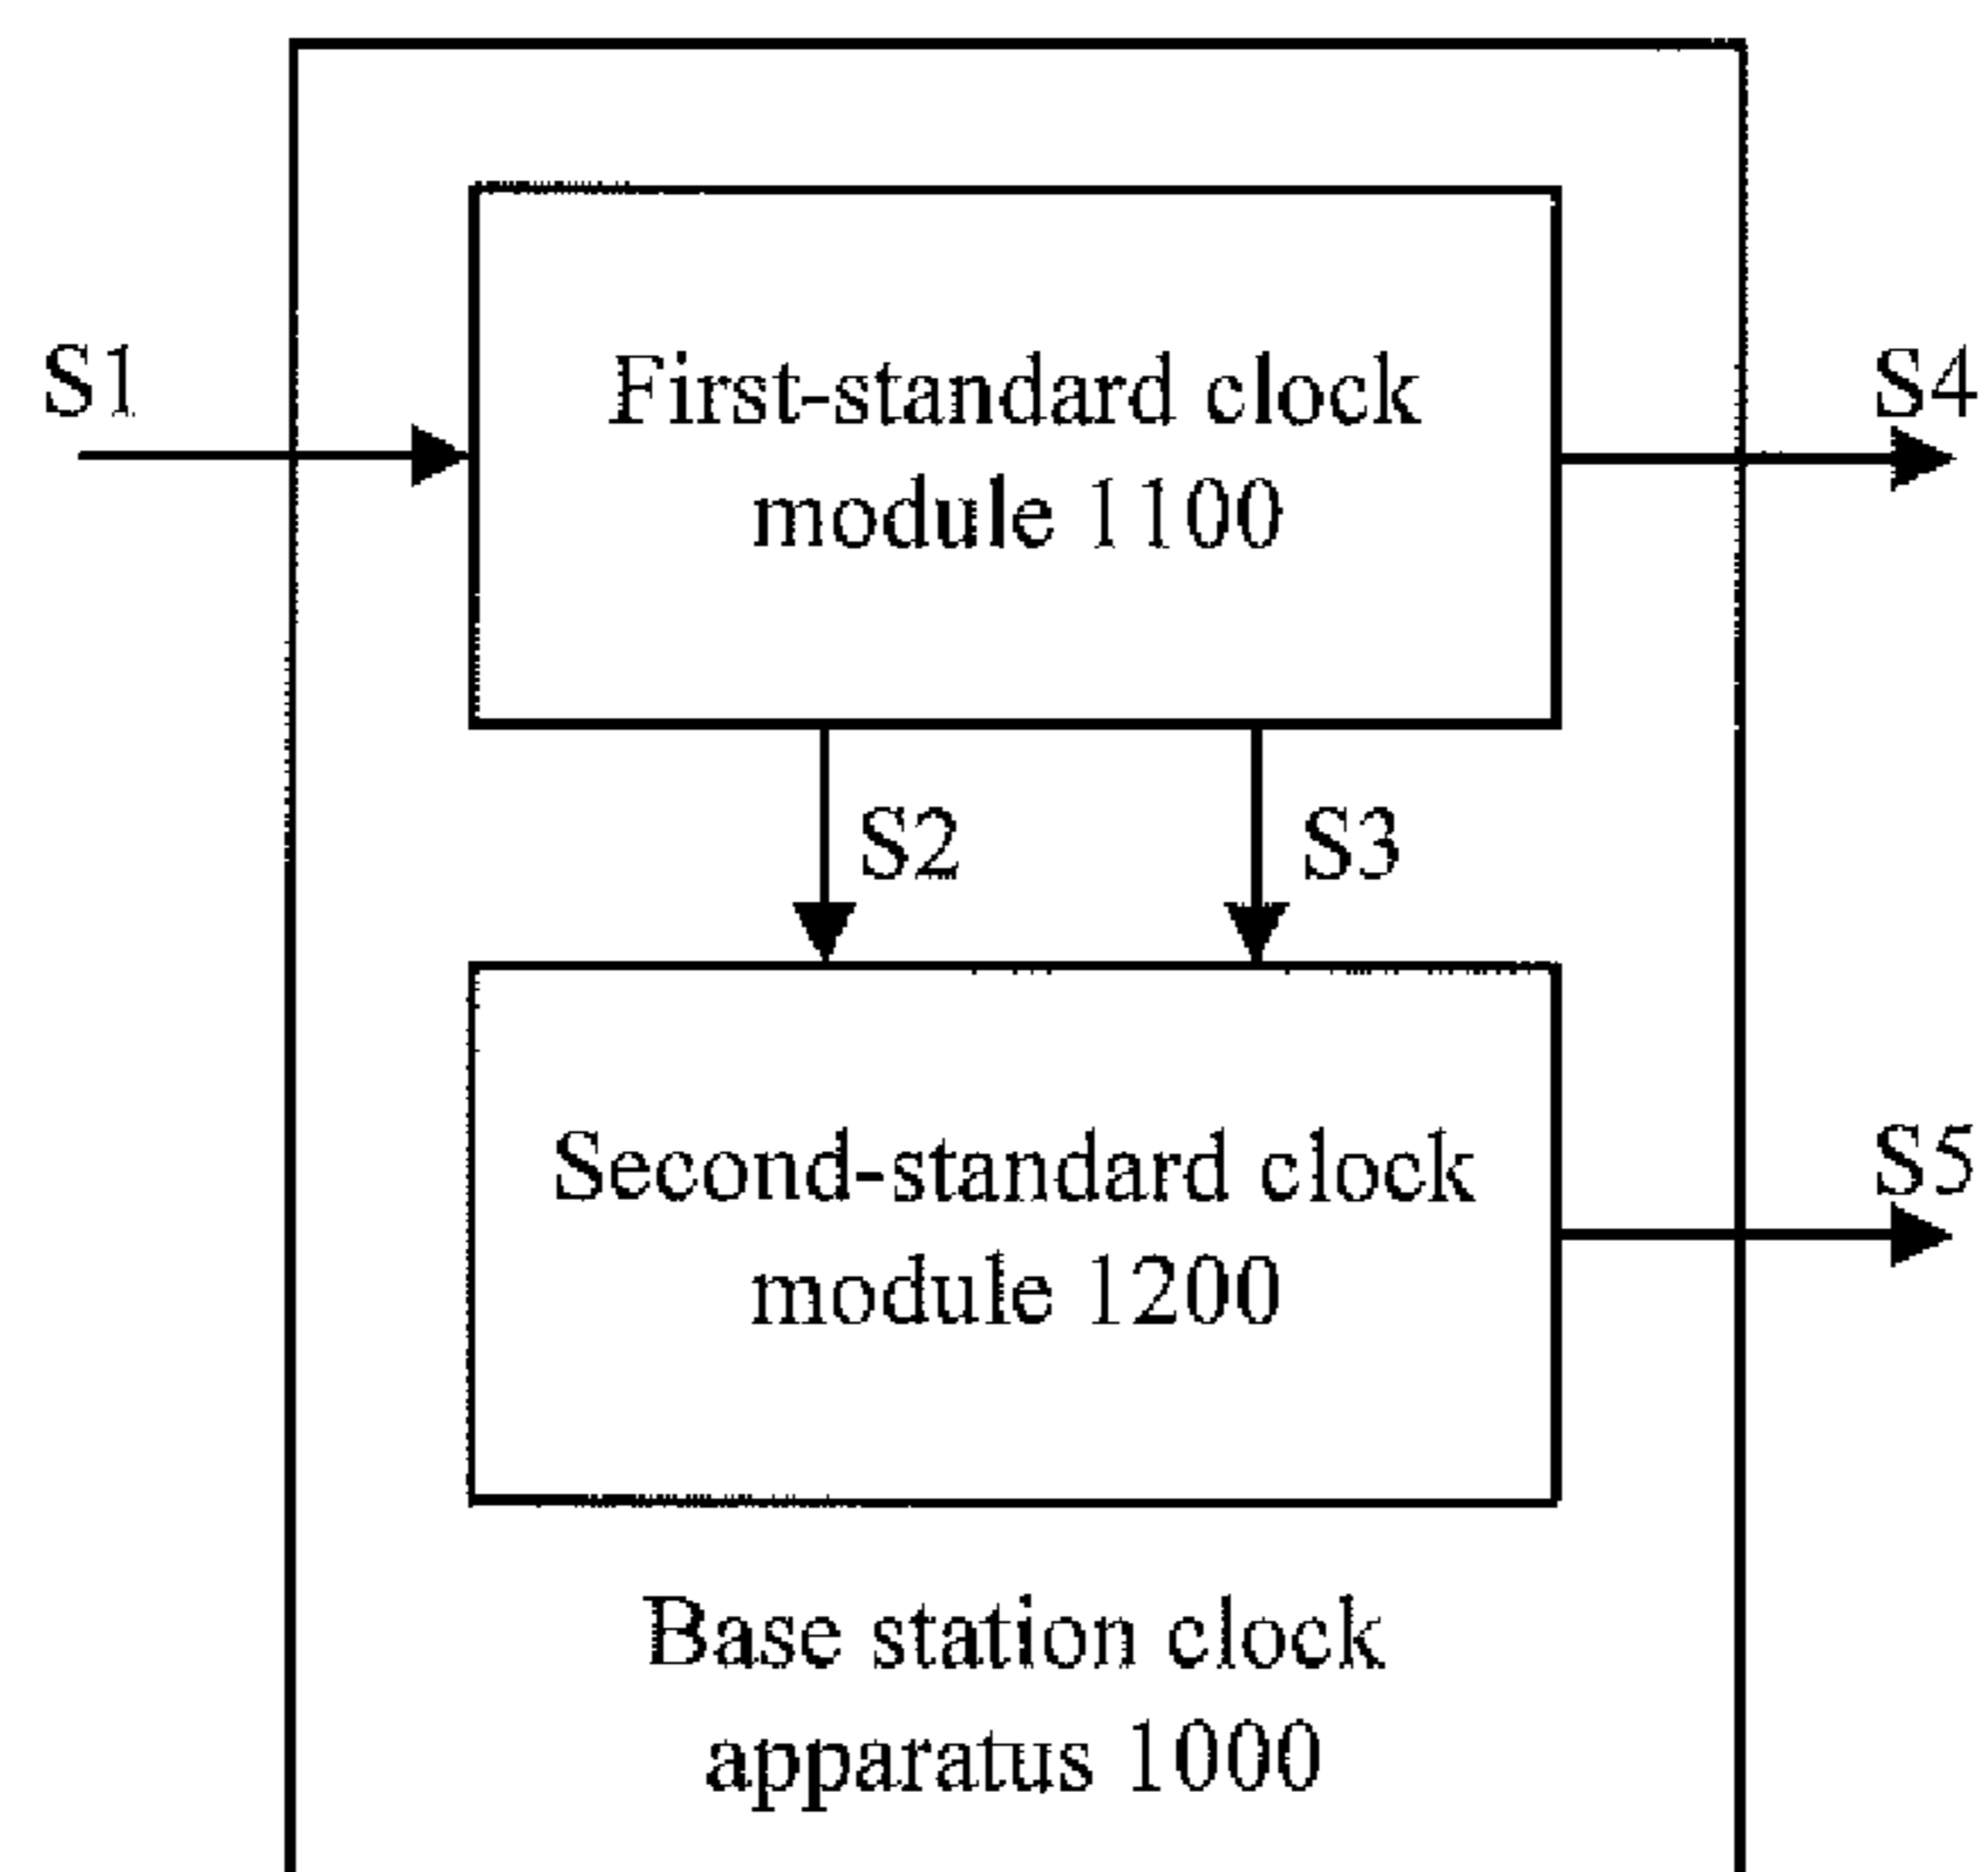 S1
First-standard clock
module 1100
S4
S2
S3
Second-standard clock
module 1200
S5
Base station clock
apparatus 1000